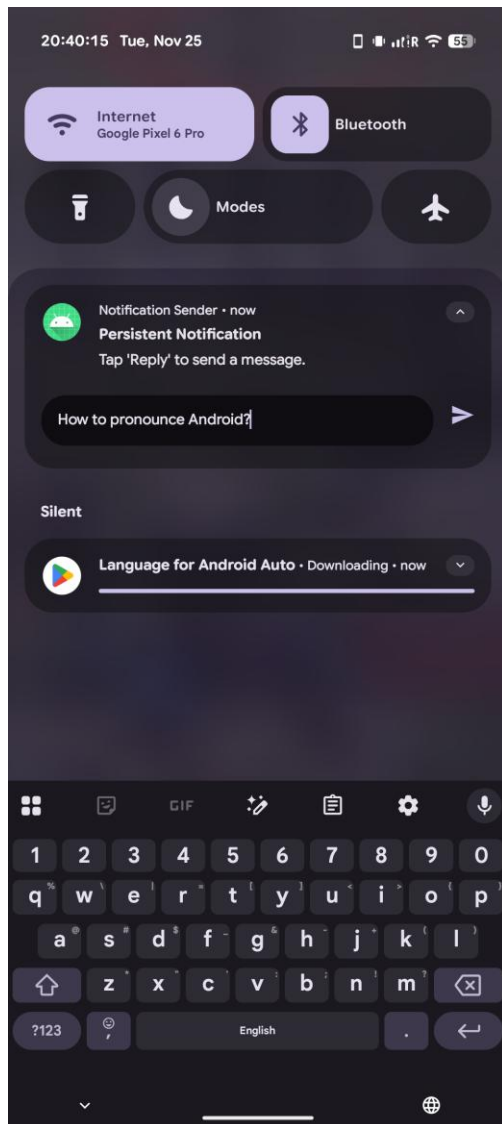 20:40:15 Tue, Nov 25 R 55
Internet
Google Pixel 6 Pro
Bluetooth
Modes
Notification Sender • now
Persistent Notification
Tap 'Reply' to send a message.
How to pronounce Android?
Silent
Language for Android Auto • Downloading • now
GIF
1 2 3 4 5 6 7 8 9 0
q w e r t y u i o p
a s d f g h j k l
z x c v b n m
?123 , English .